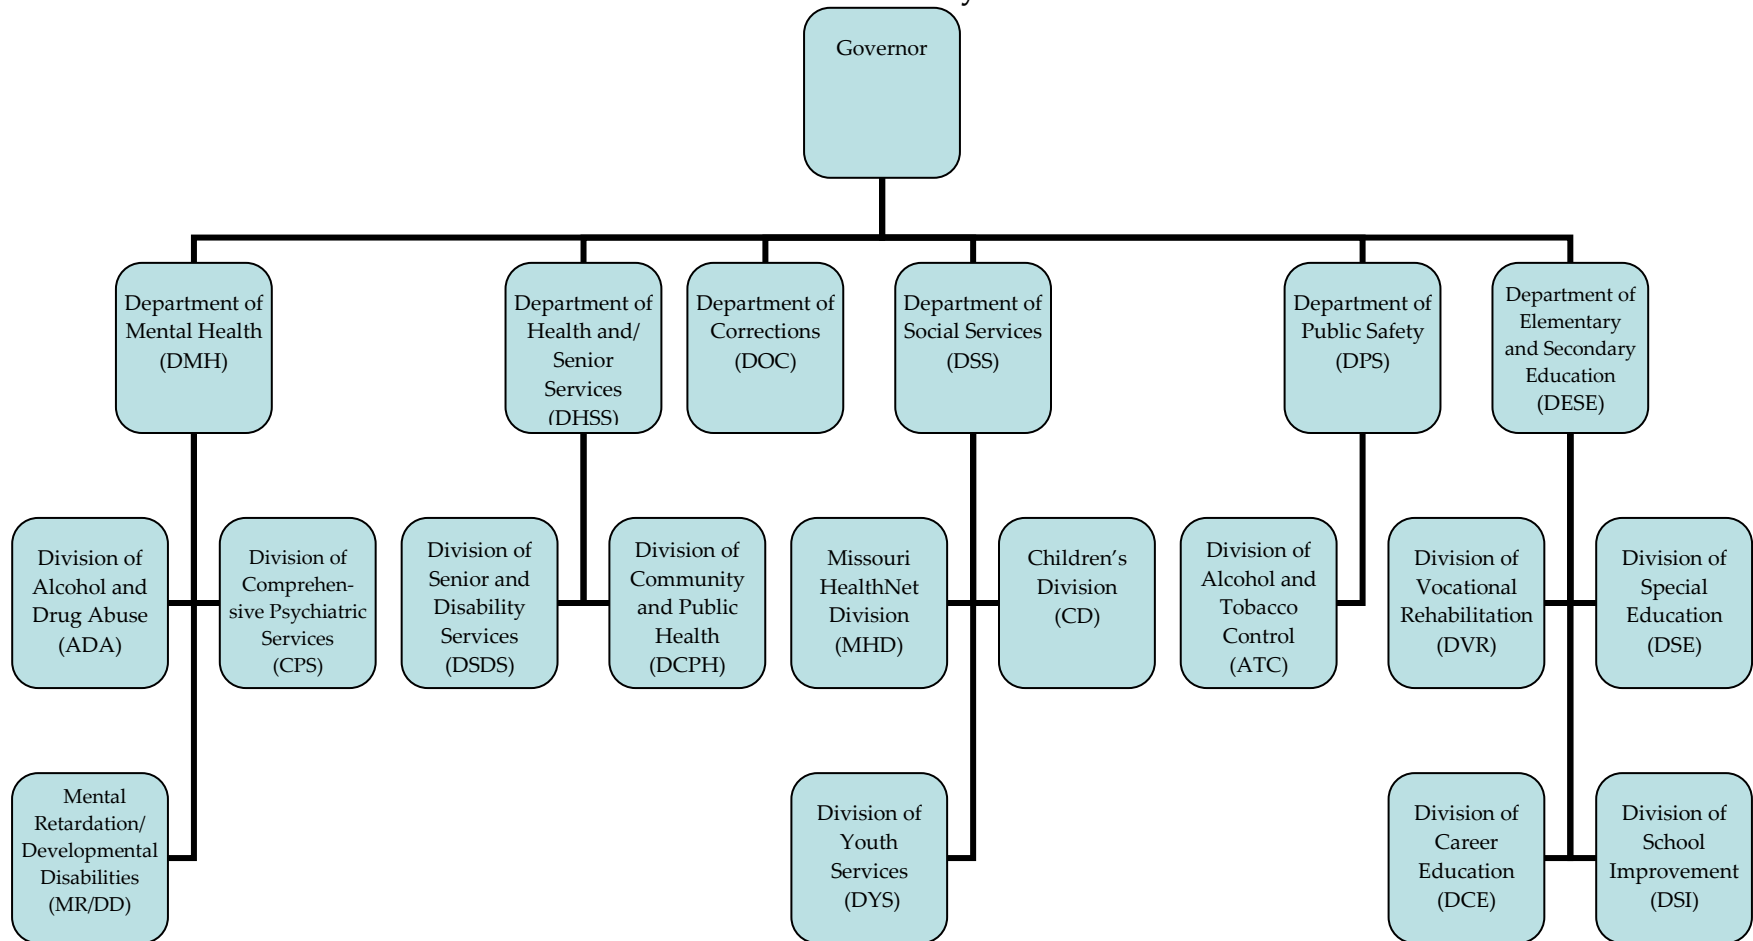 Governor
Department of
Mental Health
(DMH)
Department of
Health and/
Senior
Services
(DHSS)
Department of
Corrections
(DOC)
Department of
Social Services
(DSS)
Department of
Public Safety
(DPS)
Department of
Elementary
and Secondary
Education
(DESE)
Division of
Alcohol and
Drug Abuse
(ADA)
Division of
Comprehen-
sive Psychiatric
Services
(CPS)
Division of
Senior and
Disability
Services
(DSDS)
Division of
Community
and Public
Health
(DCPH)
Missouri
HealthNet
Division
(MHD)
Children’s
Division
(CD)
Division of
Alcohol and
Tobacco
Control
(ATC)
Division of
Vocational
Rehabilitation
(DVR)
Division of
Special
Education
(DSE)
Mental
Retardation/
Developmental
Disabilities
(MR/DD)
Division of
Youth
Services
(DYS)
Division of
Career
Education
(DCE)
Division of
School
Improvement
(DSI)